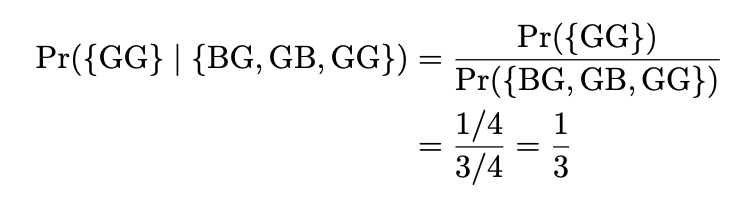 Pr({GG} | {BG, GB, GG}) = Pr({GG}) / Pr({BG, GB, GG})
= 1/4 / 3/4 = 1/3